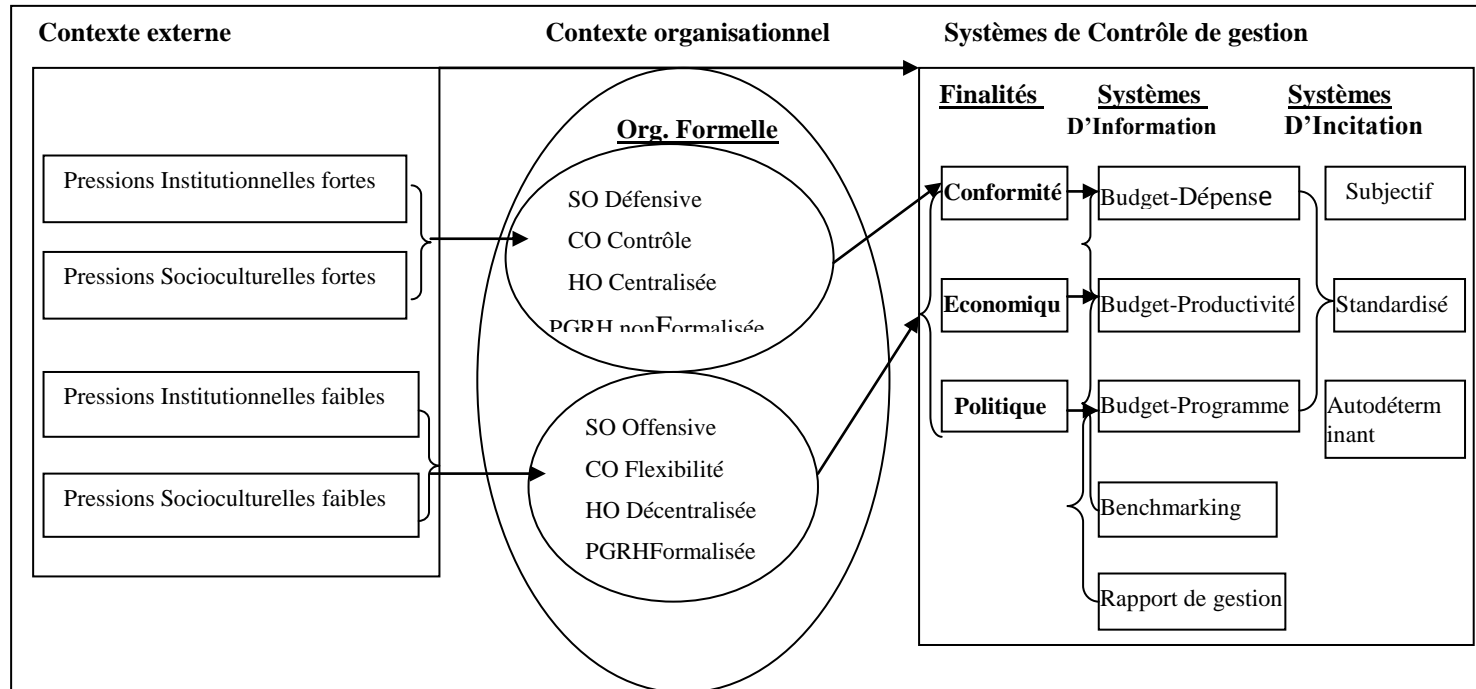 Contexte externe
Contexte organisationnel
Systèmes de Contrôle de gestion
Pressions Institutionnelles fortes
Pressions Socioculturelles fortes
Pressions Institutionnelles faibles
Pressions Socioculturelles faibles
Org. Formelle
SO Défensive
CO Contrôle
HO Centralisée
PGRH nonFormalisée
SO Offensive
CO Flexibilité
HO Décentralisée
PGRHFormalisée
Finalités
Conformité
Economiqu
Politique
Systèmes
D’Information
Budget-Dépense
Budget-Productivité
Budget-Programme
Benchmarking
Rapport de gestion
Systèmes
D’Incitation
Subjectif
Standardisé
Autodéterm
inant